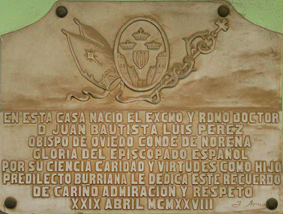 EN ESTA CASA NACIO EL EXCMO Y RDMO DOCTOR
D JUAN BAUTISTA LUIS PEREZ
OBISPO DE OVIEDO CONDE DE NOREÑA
GLORIA DEL EPISCOPADO ESPAÑOL
POR SU CIENCIA CARIDAD Y VIRTUDES COMO HIJO
PREDILECTO BURRIANA LE DEDICA ESTE RECUERDO
DE CARIÑO ADMIRACION Y RESPETO
XXIX ABRIL MCMXXVIII